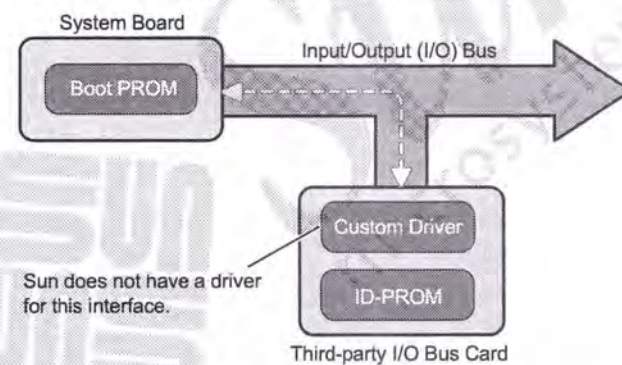 System Board
Input/Output (I/O) Bus
Boot PROM
Custom Driver
Sun does not have a driver
for this interface.
ID-PROM
Third-party I/O Bus Card